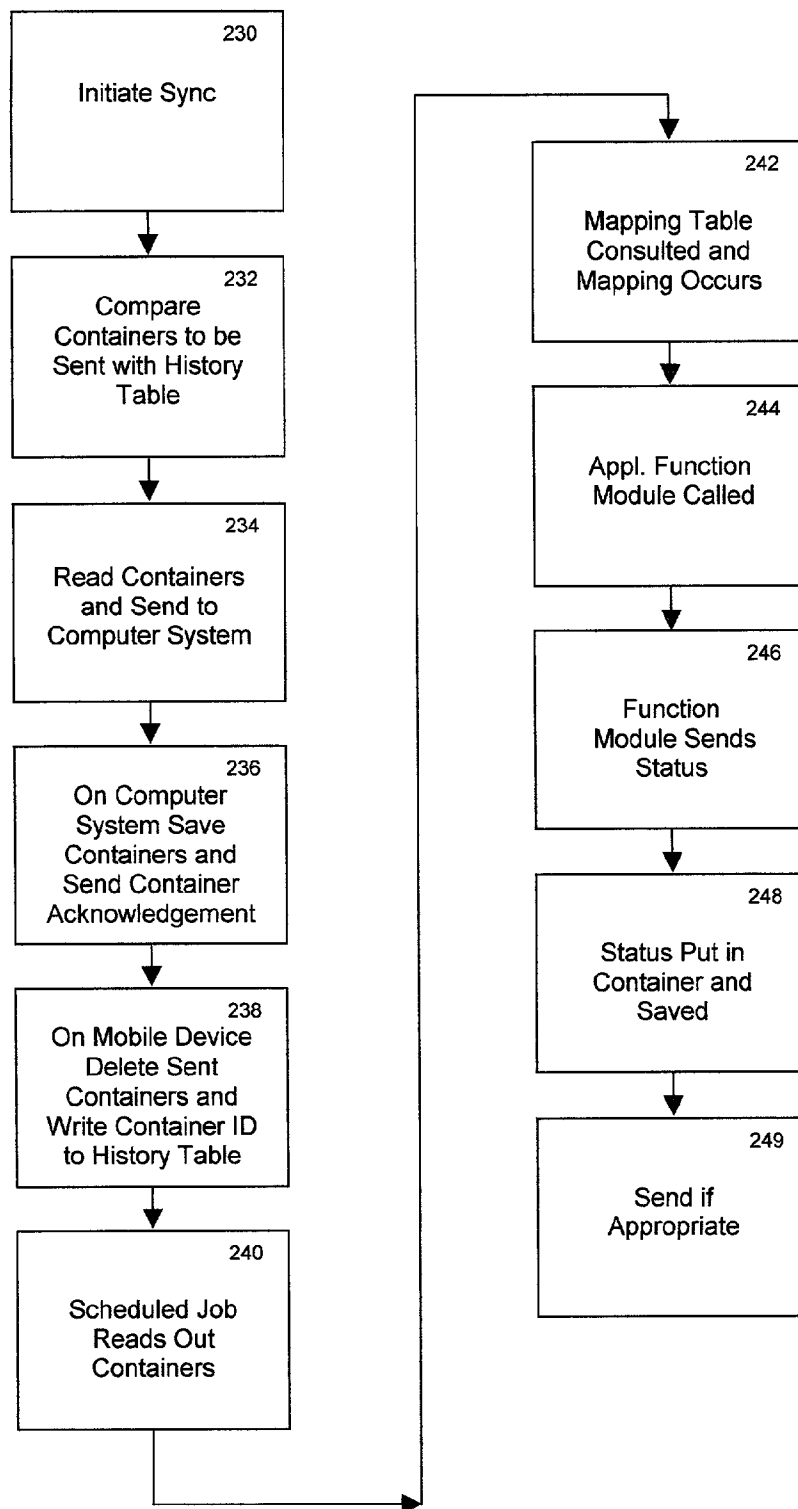 230
Initiate Sync
232
Compare
Containers to be
Sent with History
Table
234
Read Containers
and Send to
Computer System
236
On Computer
System Save
Containers and
Send Container
Acknowledgement
238
On Mobile Device
Delete Sent
Containers and
Write Container ID
to History Table
240
Scheduled Job
Reads Out
Containers
242
Mapping Table
Consulted and
Mapping Occurs
244
Appl. Function
Module Called
246
Function
Module Sends
Status
248
Status Put in
Container and
Saved
249
Send if
Appropriate